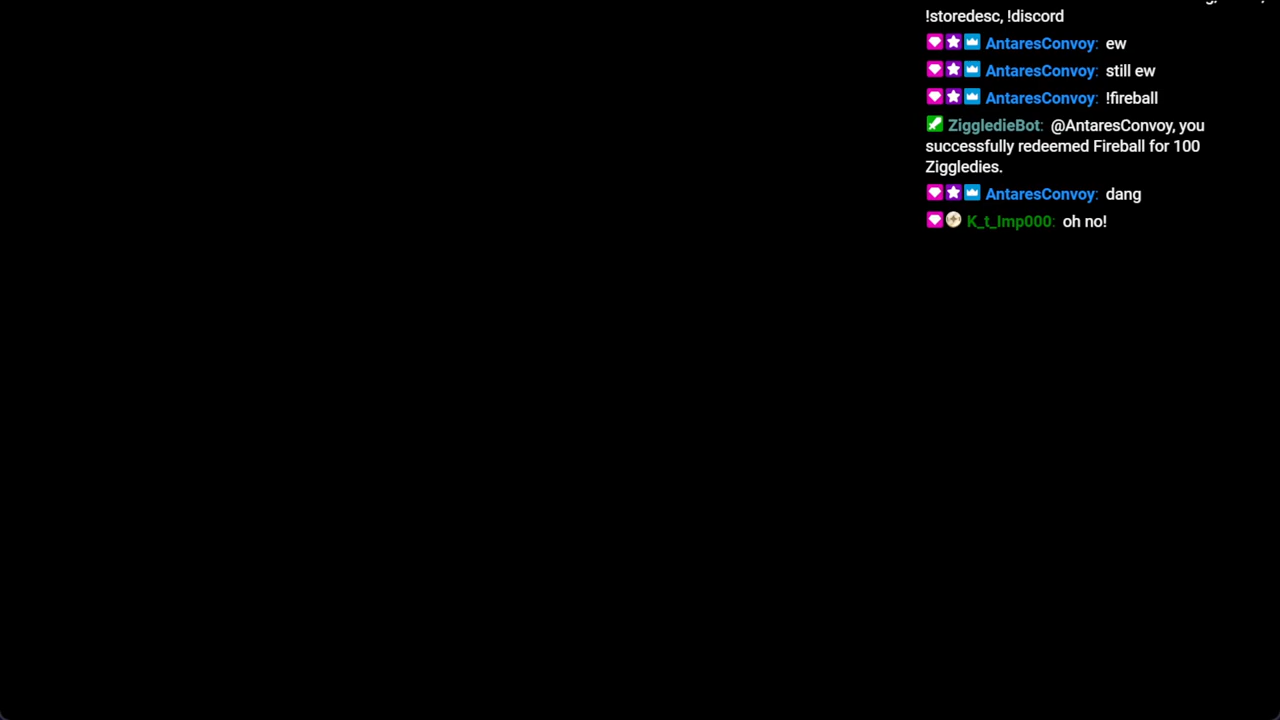 !storedesc, !discord
AntaresConvoy: ew
AntaresConvoy: still ew
AntaresConvoy: !fireball
ZiggledieBot: @AntaresConvoy, you
successfully redeemed Fireball for 100
Ziggledies.
AntaresConvoy: dang
K_t_Imp000: oh no!